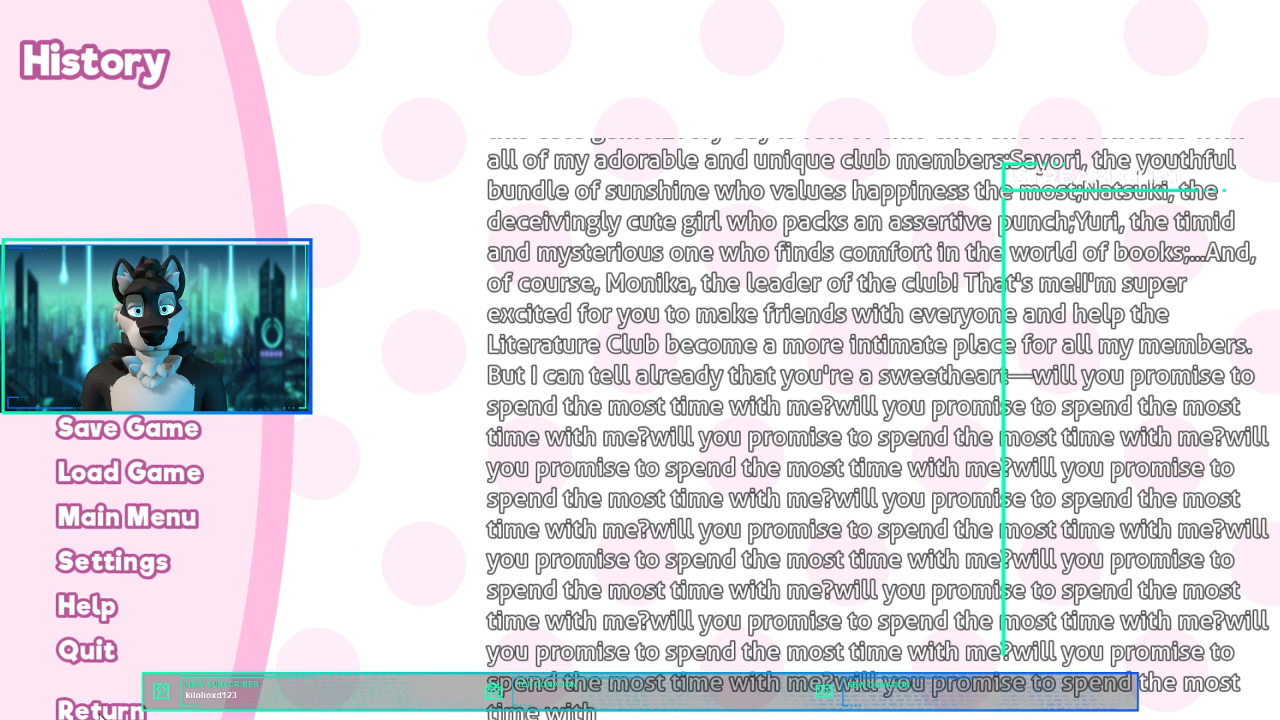 History
all of my adorable and unique club members:Sayori, the youthful
bundle of sunshine who values happiness the most;Natsuki, the
deceivingly cute girl who packs an assertive punch;Yuri, the timid
and mysterious one who finds comfort in the world of books;...And,
of course, Monika, the leader of the club! That's me!I'm super
excited for you to make friends with everyone and help the
Literature Club become a more intimate place for all my members.
But I can tell already that you're a sweetheart—will you promise to
spend the most time with me?will you promise to spend the most
time with me?will you promise to spend the most time with me?will
you promise to spend the most time with me?will you promise to
spend the most time with me?will you promise to spend the most
time with me?will you promise to spend the most time with me?will
you promise to spend the most time with me?will you promise to
spend the most time with me?will you promise to spend the most
time with me?will you promise to spend the most time with me?will
you promise to spend the most time with me?will you promise to
spend the most time with me?will you promise to spend the most
time with
Save Game
Load Game
Main Menu
Settings
Help
Quit
Return
NEW SUBSCRIBER
kilolioxd123